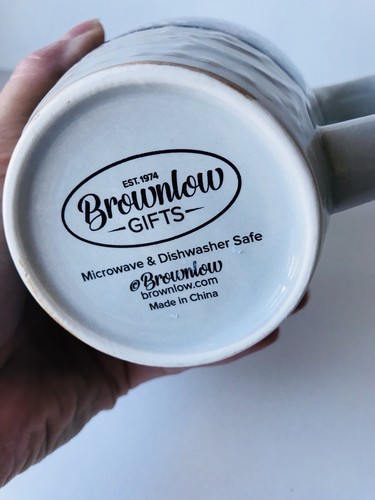 EST. 1974
Brownlow
GIFTS
Microwave & Dishwasher Safe
@Brownlow
brownlow.com
Made in China